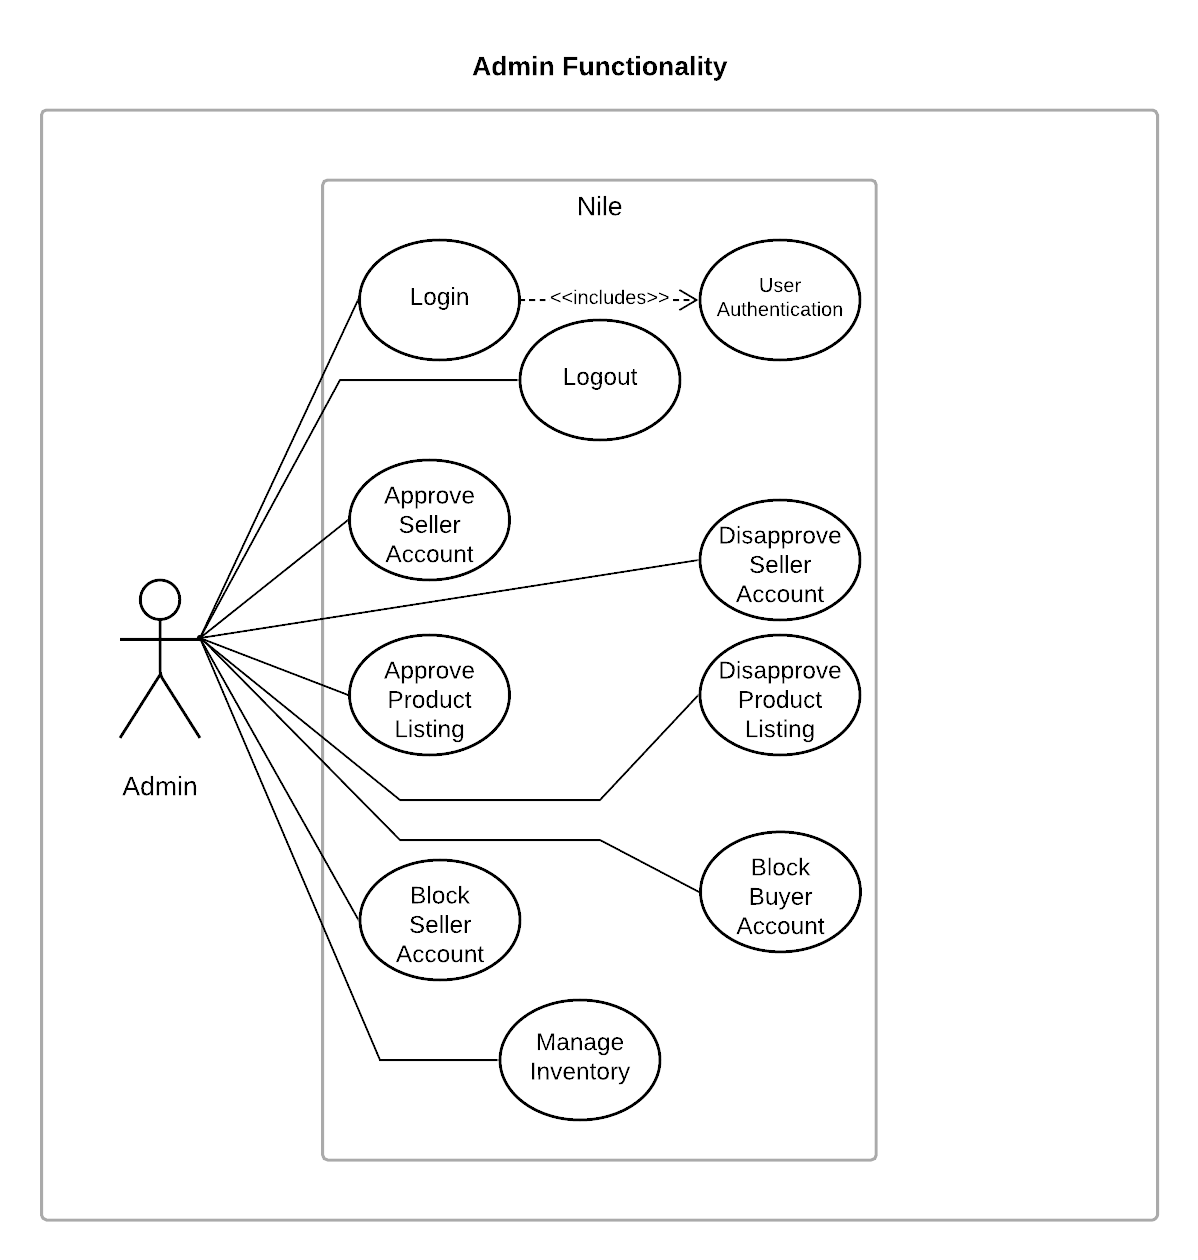 Admin Functionality
Nile
Login
<<includes>>
User
Authentication
Logout
Approve
Seller
Account
Disapprove
Seller
Account
Approve
Product
Listing
Disapprove
Product
Listing
Admin
Block
Seller
Account
Block
Buyer
Account
Manage
Inventory